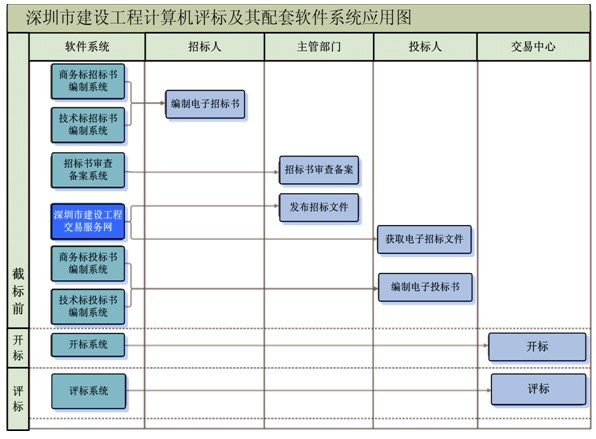 深圳市建设工程计算机评标及其配套软件系统应用图
软件系统
招标人
主管部门
投标人
交易中心
商务标招标书
编制系统
编制电子招标书
技术标招标书
编制系统
招标书审查
备案系统
招标书审查备案
发布招标文件
深圳市建设工程
交易服务网
获取电子招标文件
商务标投标书
编制系统
编制电子投标书
技术标投标书
编制系统
截
标
前
开
标
开标系统
开标
评
标
评标系统
评标